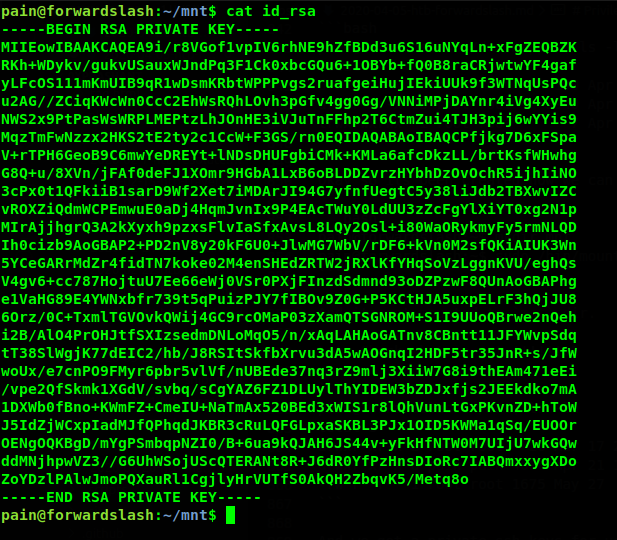 pain@forwardslash:~/mnt$ cat id_rsa
-----BEGIN RSA PRIVATE KEY-----
MIIEowIBAAKCAQEA9i/r8VGof1vpIV6rhNE9hZfBDd3u6S16uNYqLn+xFgZEQBZK
RKh+WDykv/gukvUSauxWJndPq3F1Ck0xbcGQu6+1OBYb+fQ0B8raCRjwtwYF4gaf
yLFcOS111mKmUIB9qR1wDsmKRbtWPPPvgs2ruafgeiHujIEkiUUk9f3WTNqUsPQc
u2AG//ZCiqKWcWn0CcC2EhWsRQhLOvh3pGfv4gg0Gg/VNNiMPjDAYnr4iVg4XyEu
NWS2x9PtPasWsWRPLMEPtzLhJOnHE3iVJuTnFFhp2T6CtmZui4TJH3pij6wYYis9
MqzTmFwNzzx2HKS2tE2ty2c1CcW+F3GS/rn0EQIDAQABAoIBAQCPfjkg7D6xFSpa
V+rTPH6GeoB9C6mwYeDREYt+lNDsDHUFgbiCMk+KMLa6afcDkzLL/brtKsfWHwhg
G8Q+u/8XVn/jFAf0deFJ1XOmr9HGbA1LxB6oBLDDZvrzHYbhDzOvOchR5ijhIiNO
3cPx0t1QFkiiB1sarD9Wf2Xet7iMDArJI94G7yfnfUegtC5y38liJdb2TBXwvIZC
vROXZiQdmWCPEmwuE0aDj4HqmJvnIx9P4EAcTWuY0LdUU3zZcFgYlXiYT0xg2N1p
MIrAjjhgrQ3A2kXyxh9pzxsFlvIaSfxAvsL8LQy2Osl+i80WaORykmyFy5rmNLQD
Ih0cizb9AoGBAP2+PD2nV8y20kF6U0+JlwMG7WbV/rDF6+kVn0M2sfQKiAIUK3Wn
5YCeGARrMdZr4fidTN7koke02M4enSHEdZRTW2jRXlKfYHqSoVzLggnKVU/eghQs
V4gv6+cc787HojtuU7Ee66eWj0VSr0PXjFInzdSdmnd93oDZPzwF8QUnAoGBAPhg
e1VaHG89E4YWNxbfr739t5qPuizPJY7fIBOv9Z0G+P5KCtHJA5uxpELrF3hQjJU8
6Orz/0C+TxmlTGVOvkQWij4GC9rcOMaP03zXamQTSGNROM+S1I9UUoQBrwe2nQeh
i2B/AlO4PrOHJtfSXIzsedmDNLoMqO5/n/xAqLAHAoGATnv8CBntt11JFYWvpSdq
tT38SlWgjK77dEIC2/hb/J8RSItSkfbXrvu3dA5wAOGnqI2HDF5tr35JnR+s/JfW
woUx/e7cnPO9FMyr6pbr5vlVf/nUBEde37nq3rZ9mlj3XiiW7G8i9thEAm471eEi
/vpe2QfSkmk1XGdV/svbq/sCgYAZ6FZ1DLUylThYIDEW3bZDJxfjs2JEEkdko7mA
1DXWb0fBno+KWmFZ+CmeIU+NaTmAx520BEd3xWIS1r8lQhVunLtGxPKvnZD+hToW
J5IdZjWCxpIadMJfQPhqdJKBR3cRuLQFGLpxaSKBL3PJx1OID5KWMa1qSq/EUOOr
OENgOQKBgD/mYgPSmbqpNZI0/B+6ua9kQJAH6JS44v+yFkHfNTW0M7UIjU7wkGQw
ddMNjhpwVZ3//G6UhWSojUScQTERANt8R+J6dR0YfPzHnsDIoRc7IABQmxxygXDo
ZoYDzlPAlwJmoPQXauRl1CgjlyHrVUTfS0AkQH2ZbqvK5/Metq8o
-----END RSA PRIVATE KEY-----
pain@forwardslash:~/mnt$